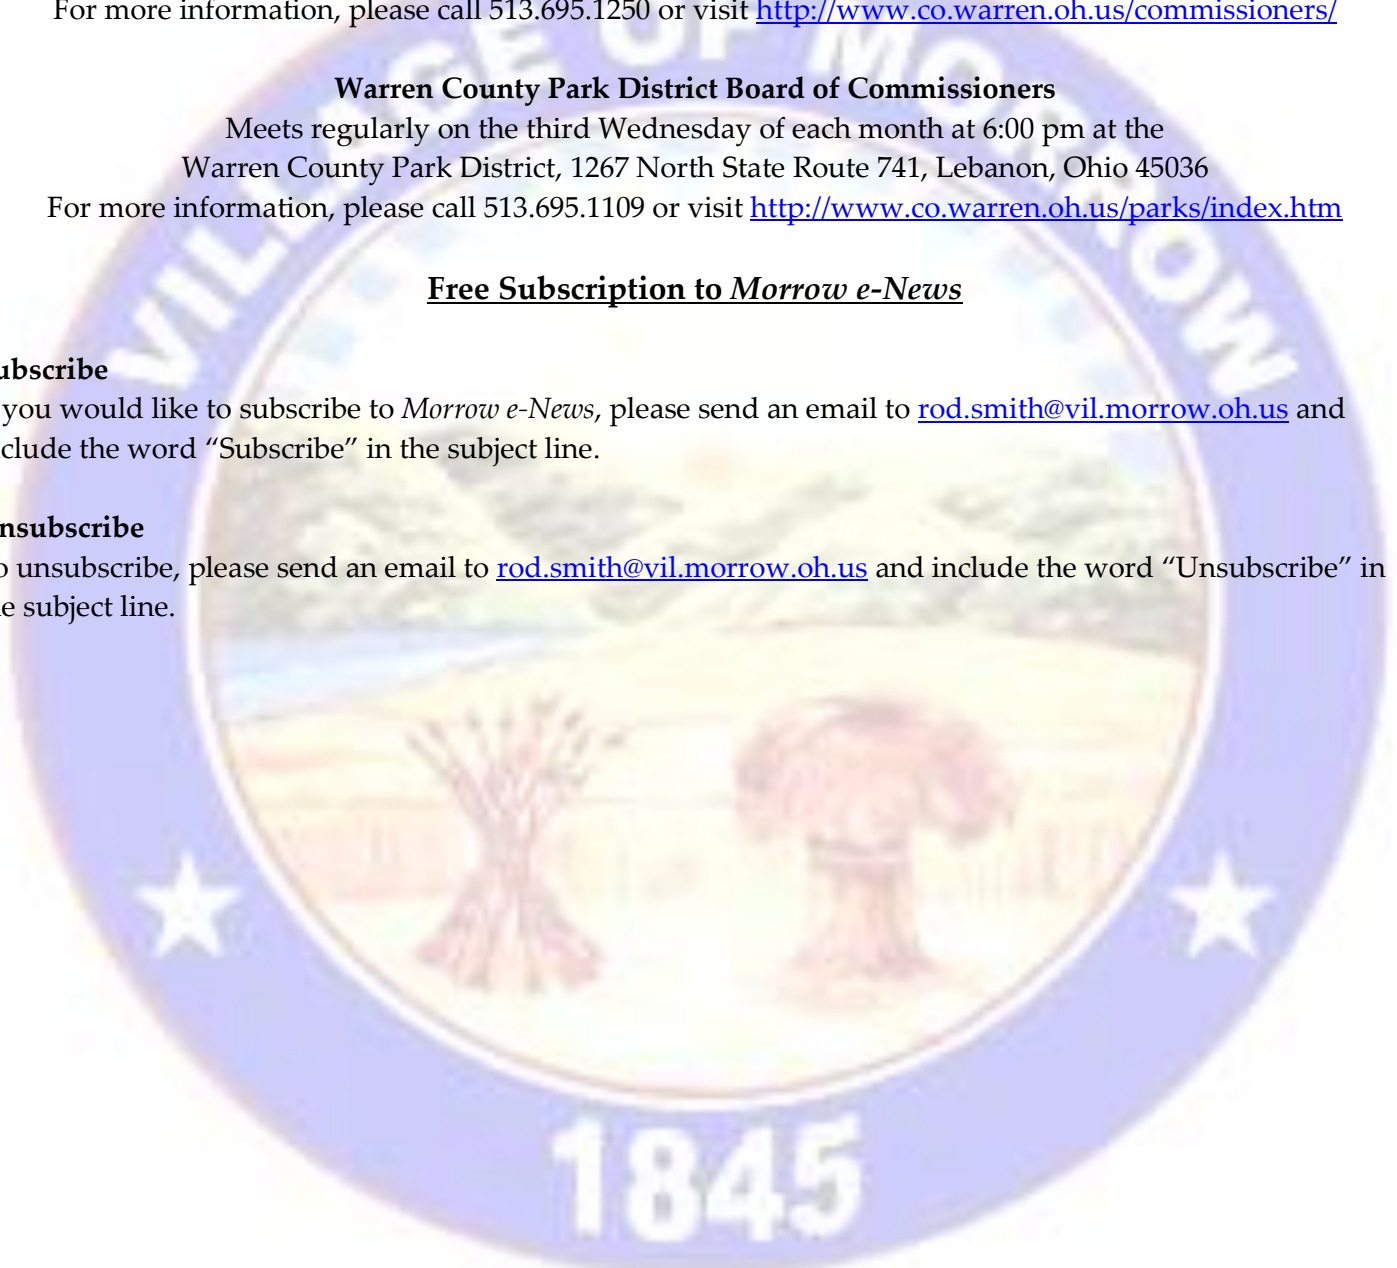 For more information, please call 513.695.1250 or visit http://www.co.warren.oh.us/commissioners/
Warren County Park District Board of Commissioners
Meets regularly on the third Wednesday of each month at 6:00 pm at the
Warren County Park District, 1267 North State Route 741, Lebanon, Ohio 45036
For more information, please call 513.695.1109 or visit http://www.co.warren.oh.us/parks/index.htm
Free Subscription to Morrow e-News
ubscribe
you would like to subscribe to Morrow e-News, please send an email to rod.smith@vil.morrow.oh.us and
clude the word “Subscribe” in the subject line.
nsubscribe
o unsubscribe, please send an email to rod.smith@vil.morrow.oh.us and include the word “Unsubscribe” in
e subject line.
VILLAGE OF MORROW
1845